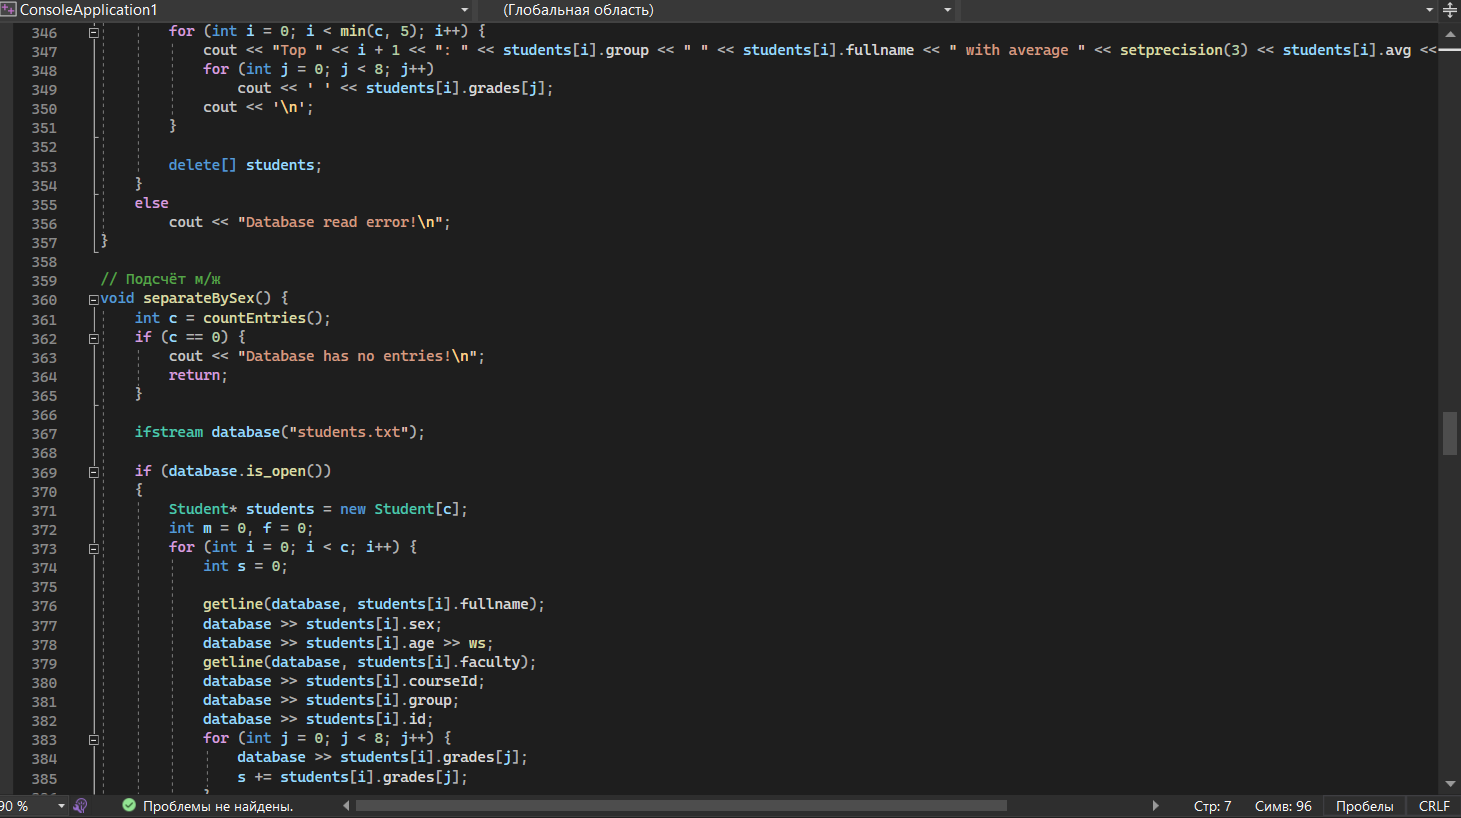 ConsoleApplication1 (Глобальная область)
346 for (int i = 0; i < min(c, 5); i++) {
347 cout << "Top " << i + 1 << ": " << students[i].group << " " << students[i].fullname << " with average " << setprecision(3) << students[i].avg <<
348 for (int j = 0; j < 8; j++)
349 cout << ' ' << students[i].grades[j];
350 cout << '\n';
351 }
352
353 delete[] students;
354 }
355 else
356 cout << "Database read error!\n";
357 }
358
359 // Подсчёт м/ж
360 void separateBySex() {
361 int c = countEntries();
362 if (c == 0) {
363 cout << "Database has no entries!\n";
364 return;
365 }
366
367 ifstream database("students.txt");
368
369 if (database.is_open())
370 {
371 Student* students = new Student[c];
372 int m = 0, f = 0;
373 for (int i = 0; i < c; i++) {
374 int s = 0;
375
376 getline(database, students[i].fullname);
377 database >> students[i].sex;
378 database >> students[i].age >> ws;
379 getline(database, students[i].faculty);
380 database >> students[i].courseId;
381 database >> students[i].group;
382 database >> students[i].id;
383 for (int j = 0; j < 8; j++) {
384 database >> students[i].grades[j];
385 s += students[i].grades[j];
90 % Проблемы не найдены. Стр: 7 Симв: 96 Пробелы CRLF